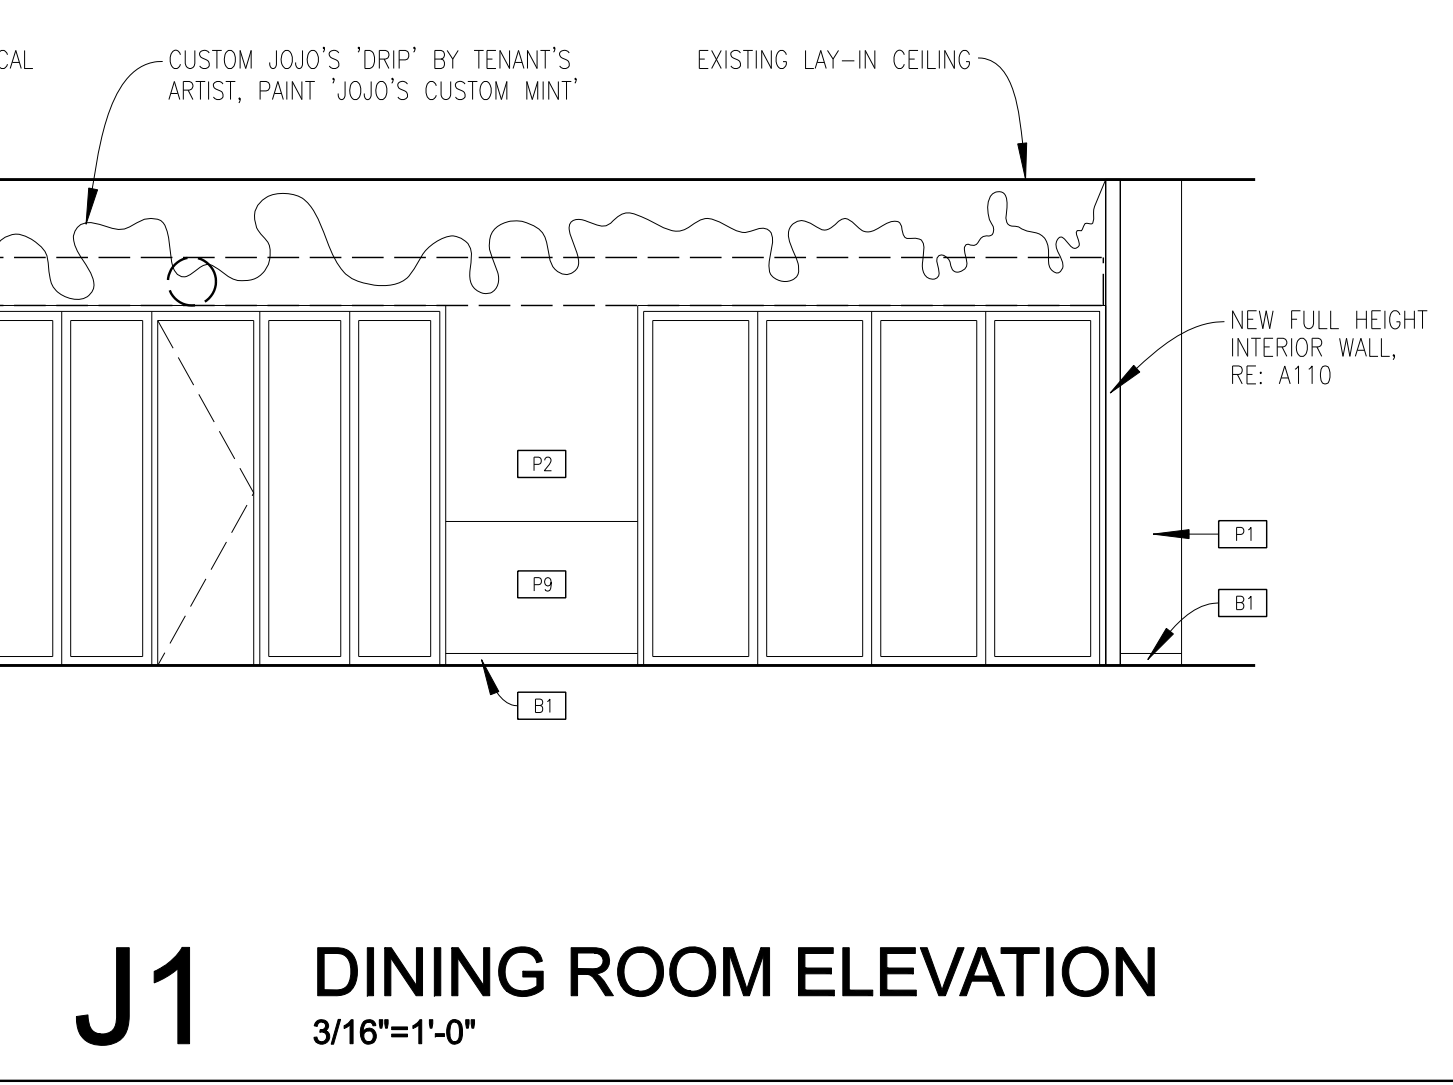 CAL
CUSTOM JOJO'S 'DRIP' BY TENANT'S
ARTIST, PAINT 'JOJO'S CUSTOM MINT'
EXISTING LAY-IN CEILING
NEW FULL HEIGHT
INTERIOR WALL,
RE: A110
P2
P1
P9
B1
B1
J1
DINING ROOM ELEVATION
3/16"=1'-0"